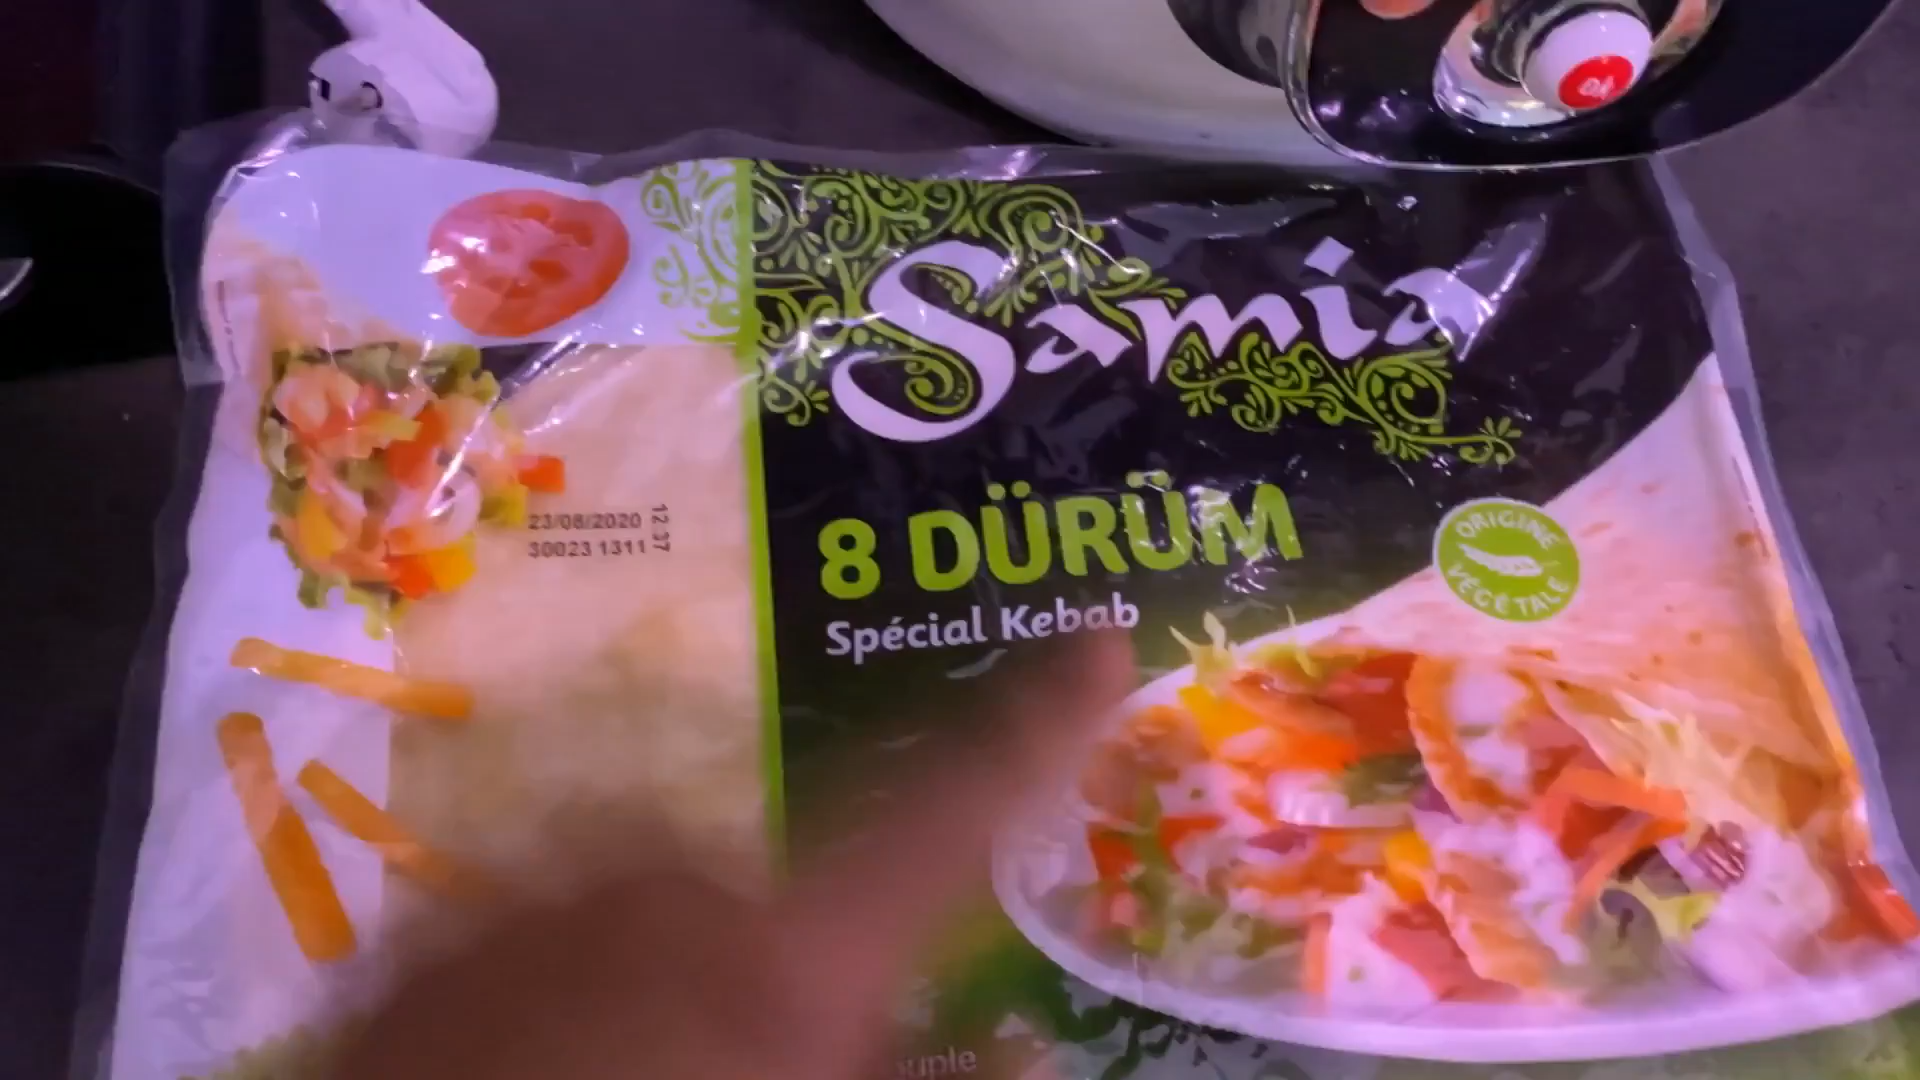 Samia
8 DÜRÜM
Spécial Kebab
ORIGINE
VÉGÉTALE
23/08/2020
30023 1311
12 37